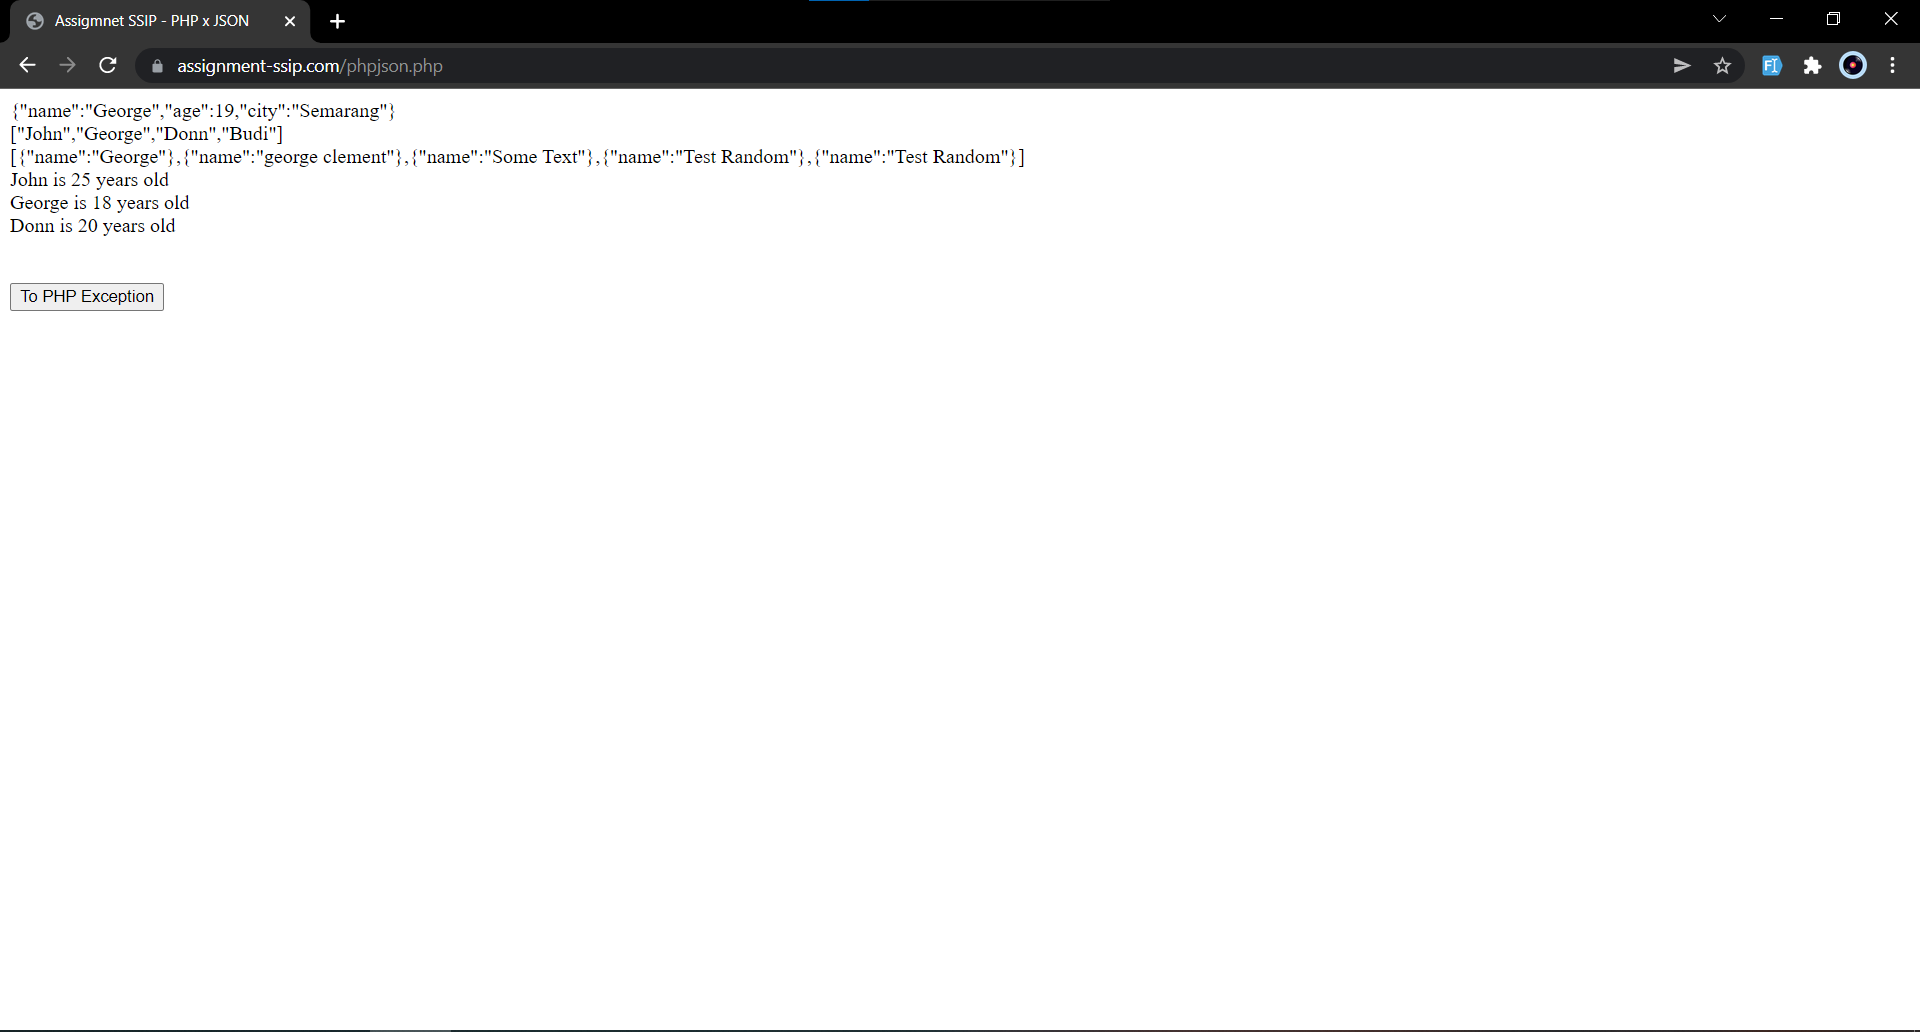 Assigmnet SSIP - PHP x JSON
assignment-ssip.com/phpjson.php
{"name":"George","age":19,"city":"Semarang"}
["John","George","Donn","Budi"]
[{"name":"George"},{"name":"george clement"},{"name":"Some Text"},{"name":"Test Random"},{"name":"Test Random"}]
John is 25 years old
George is 18 years old
Donn is 20 years old
To PHP Exception